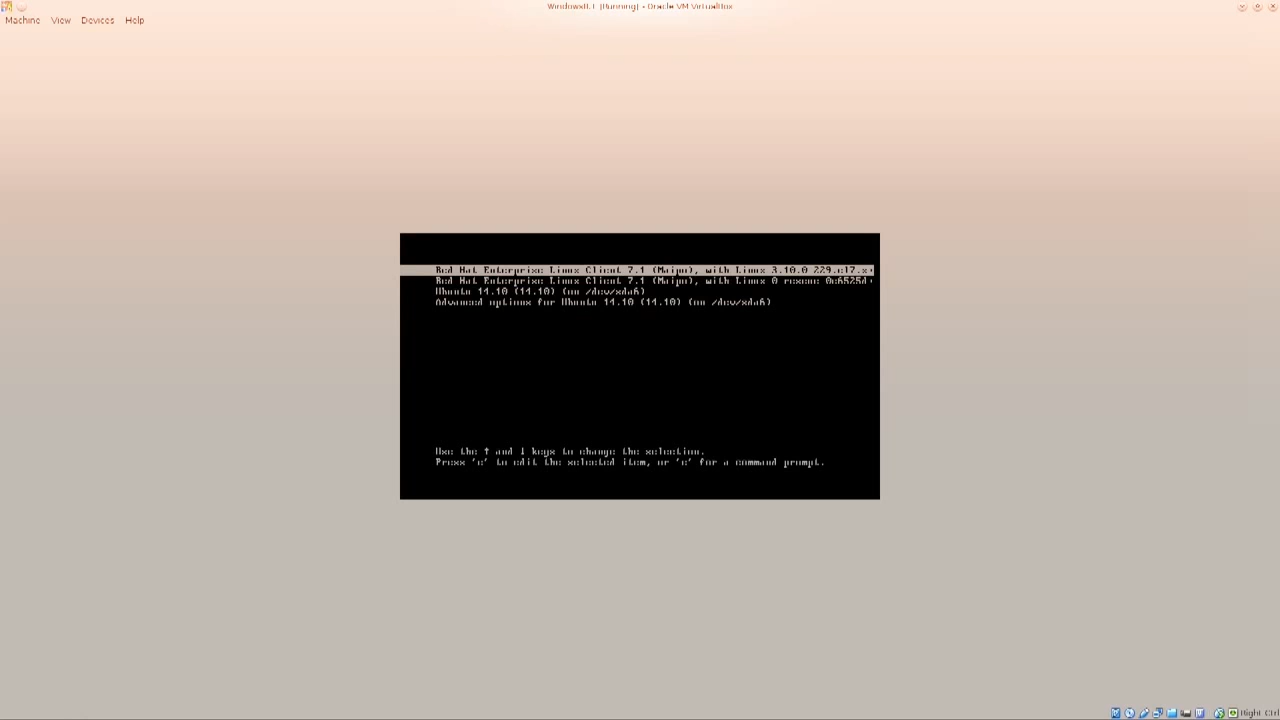 Windows8.1 [Running] - Oracle VM VirtualBox
Machine View Devices Help
Red Hat Enterprise Linux Client 7.1 (Maipo), with Linux 3.10.0-229.el7.x→
Red Hat Enterprise Linux Client 7.1 (Maipo), with Linux 0-rescue-
Ubuntu 14.10 (14.10) (on /dev/sda6)
Advanced options for Ubuntu 14.10 (14.10) (on /dev/sda6)
Use the ↑ and ↓ keys to change the selection.
Press 'e' to edit the selected item, or 'c' for a command prompt.
Right Ctrl